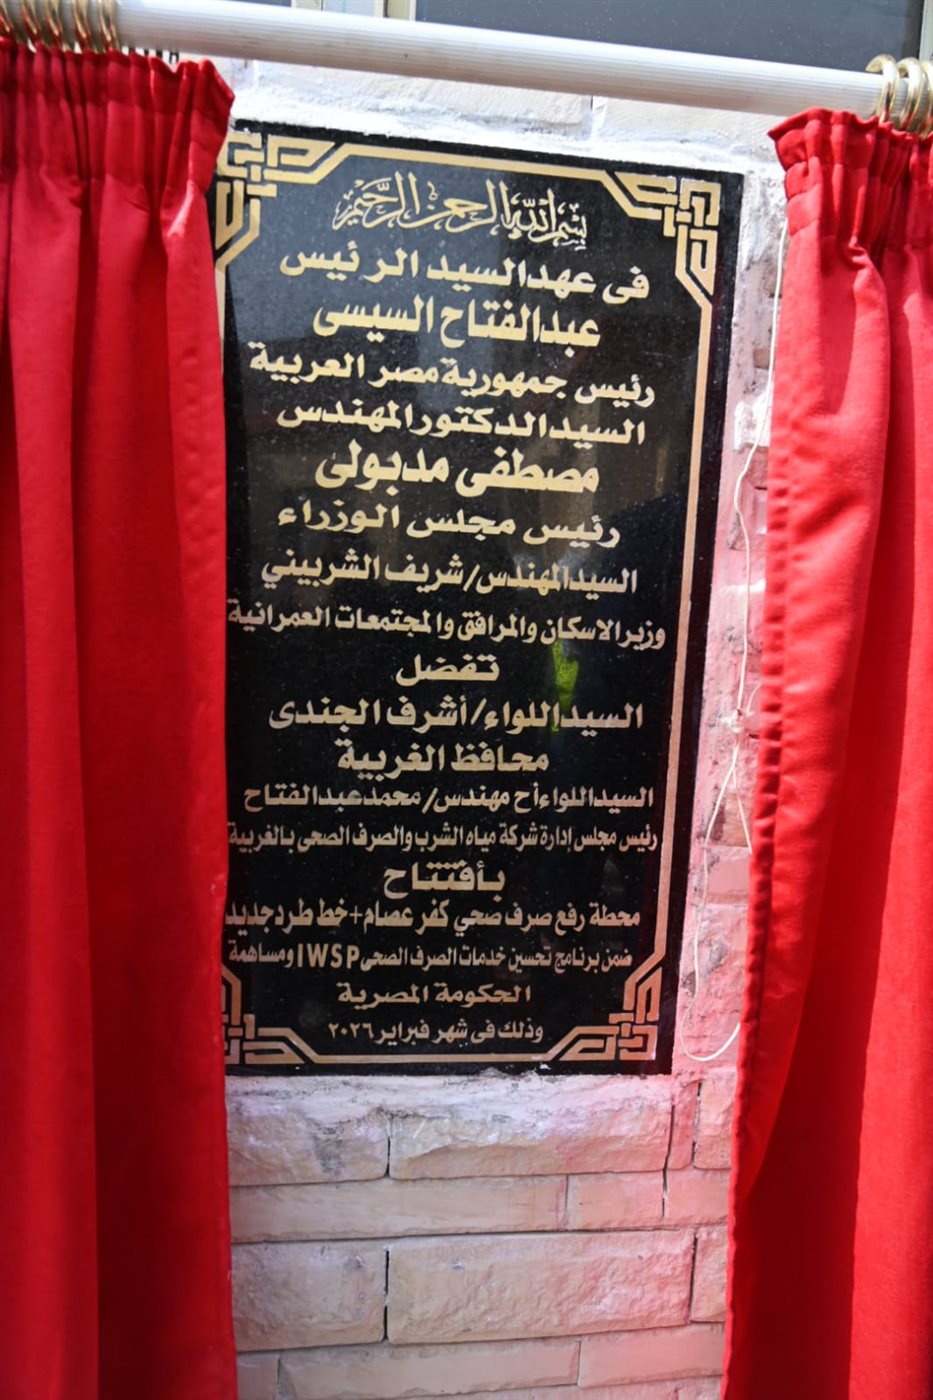 بسم الله الرحمن الرحيم
فى عهد السيد الرئيس
عبدالفتاح السيسى
رئيس جمهورية مصر العربية
السيد الدكتور المهندس
مصطفى مدبولى
رئيس مجلس الوزراء
السيد المهندس/ شريف الشربيني
وزير الاسكان والمرافق والمجتمعات العمرانية
تفضل
السيد اللواء/ أشرف الجندى
محافظ الغربية
السيد اللواء أح مهندس/ محمد عبدالفتاح
رئيس مجلس إدارة شركة مياه الشرب والصرف الصحى بالغربية
بأفتتاح
محطة رفع صرف صحي كفر عصام+خط طرد جديد
ضمن برنامج تحسين خدمات الصرف الصحى IWSP ومساهمة
الحكومة المصرية
وذلك فى شهر فبراير ٢٠٢٦